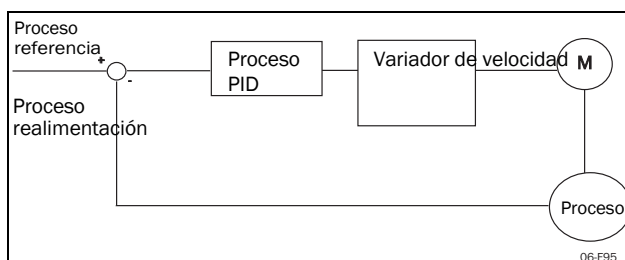 Proceso
referencia
+
-
Proceso
PID
Variador de velocidad
M
Proceso
realimentación
Proceso
06-F95